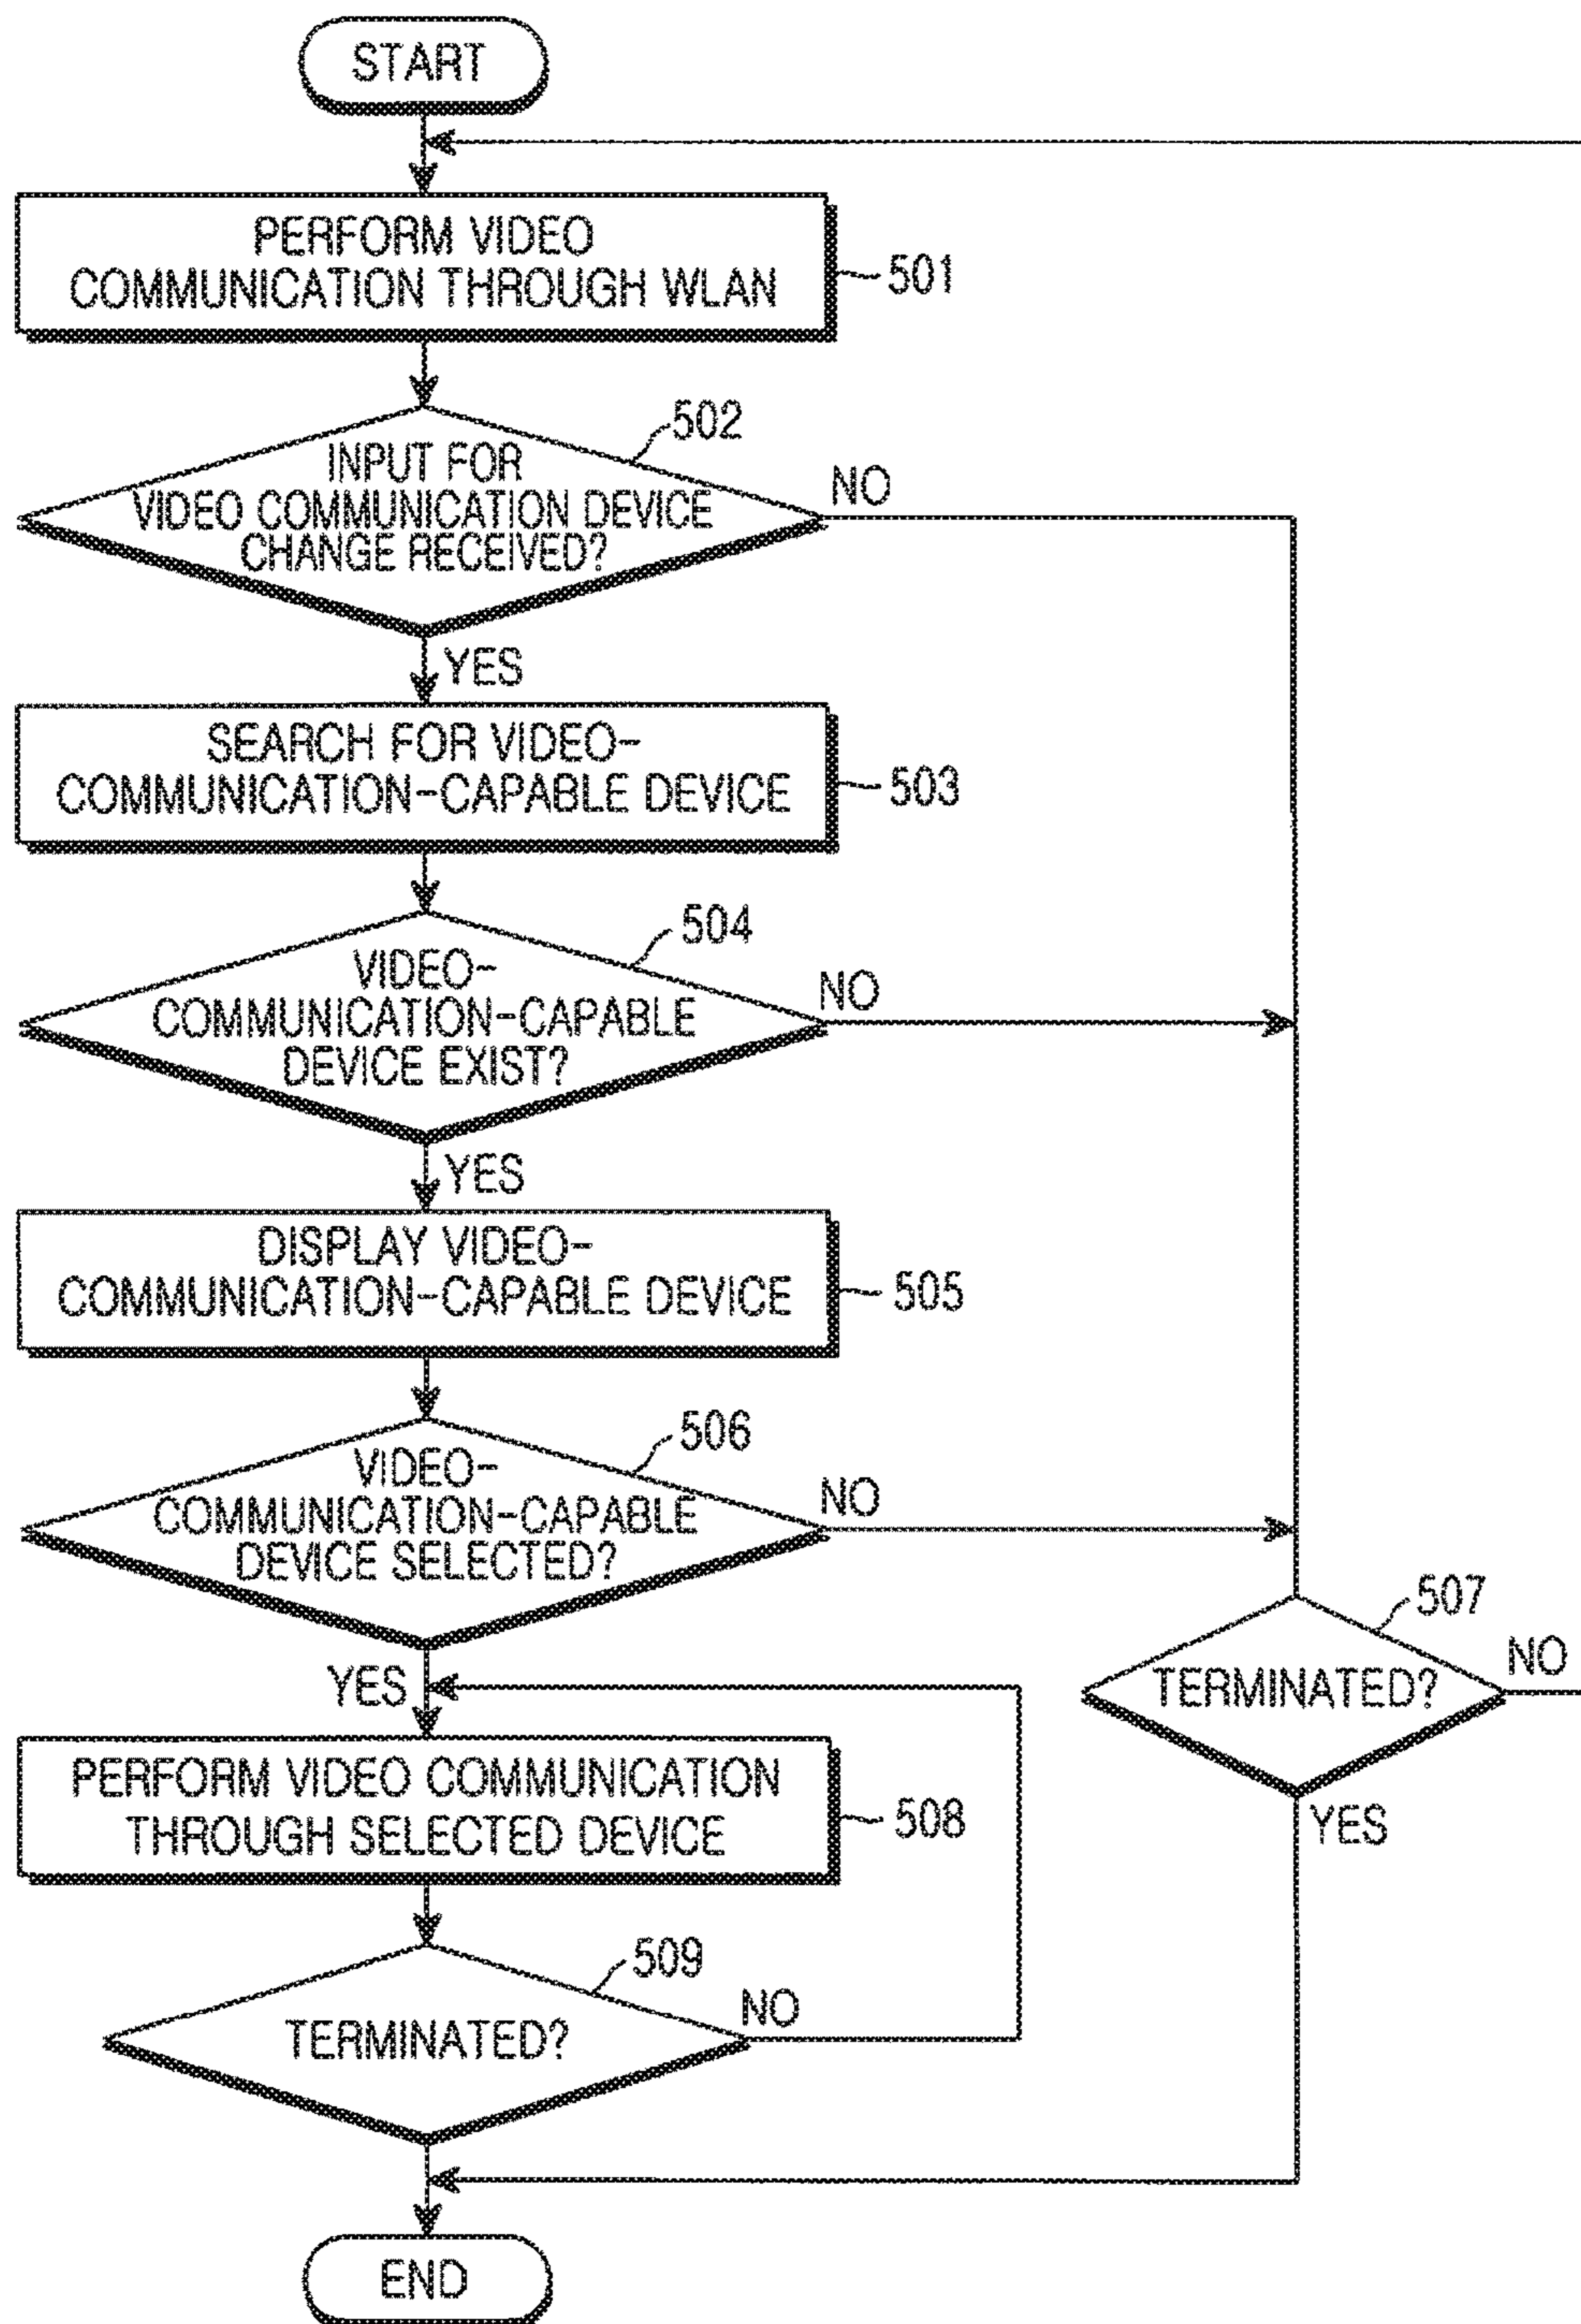 START
PERFORM VIDEO
COMMUNICATION THROUGH WLAN
501
502
INPUT FOR
VIDEO COMMUNICATION DEVICE
CHANGE RECEIVED?
NO
YES
SEARCH FOR VIDEO-
COMMUNICATION-CAPABLE DEVICE
503
504
VIDEO-
COMMUNICATION-CAPABLE
DEVICE EXIST?
NO
YES
DISPLAY VIDEO-
COMMUNICATION-CAPABLE DEVICE
505
506
VIDEO-
COMMUNICATION-CAPABLE
DEVICE SELECTED?
NO
507
TERMINATED?
NO
YES
YES
PERFORM VIDEO COMMUNICATION
THROUGH SELECTED DEVICE
508
509
TERMINATED?
NO
END